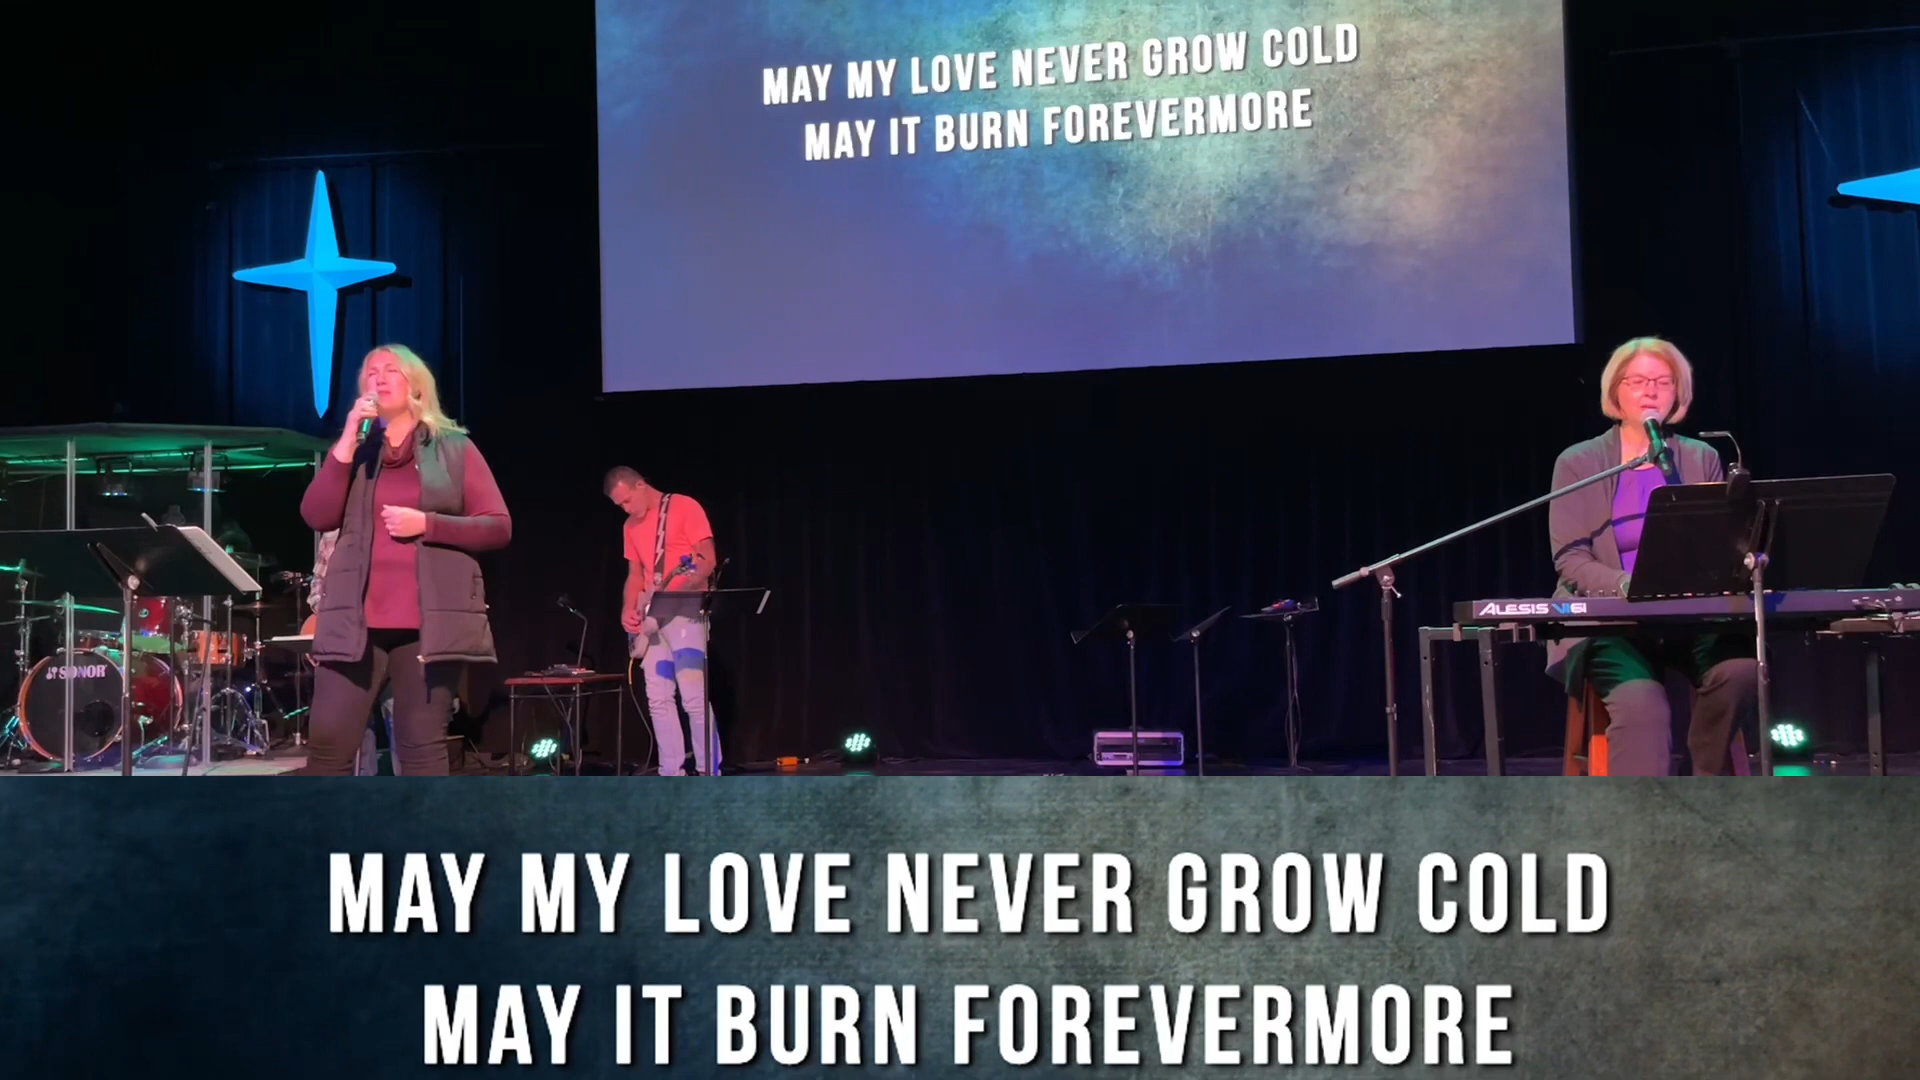 MAY MY LOVE NEVER GROW COLD
MAY IT BURN FOREVERMORE
SONOR
ALESIS VI61
MAY MY LOVE NEVER GROW COLD
MAY IT BURN FOREVERMORE